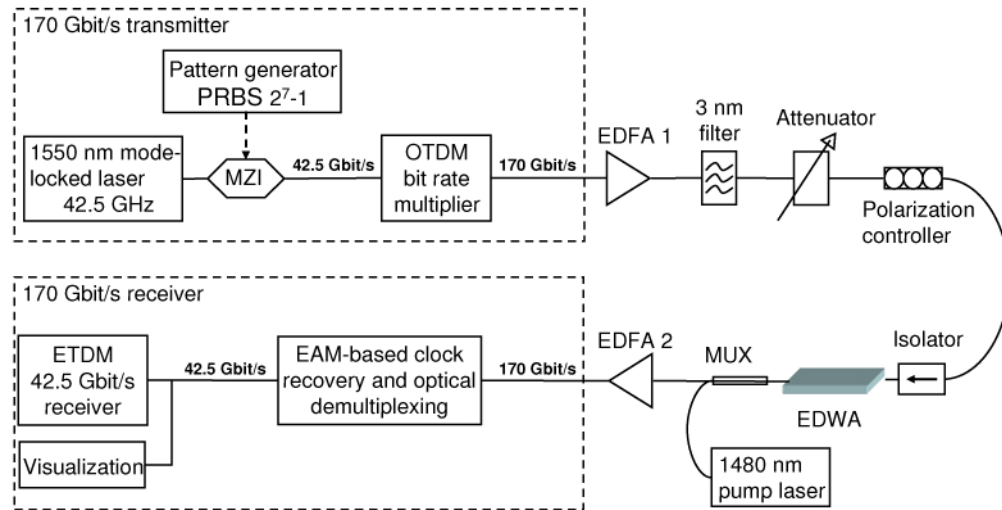 170 Gbit/s transmitter
Pattern generator
PRBS 2⁷-1
1550 nm mode-
locked laser
42.5 GHz
MZI
42.5 Gbit/s
OTDM
bit rate
multiplier
170 Gbit/s
EDFA 1
3 nm
filter
Attenuator
Polarization
controller
170 Gbit/s receiver
ETDM
42.5 Gbit/s
receiver
Visualization
42.5 Gbit/s
EAM-based clock
recovery and optical
demultiplexing
170 Gbit/s
EDFA 2
MUX
1480 nm
pump laser
EDWA
Isolator